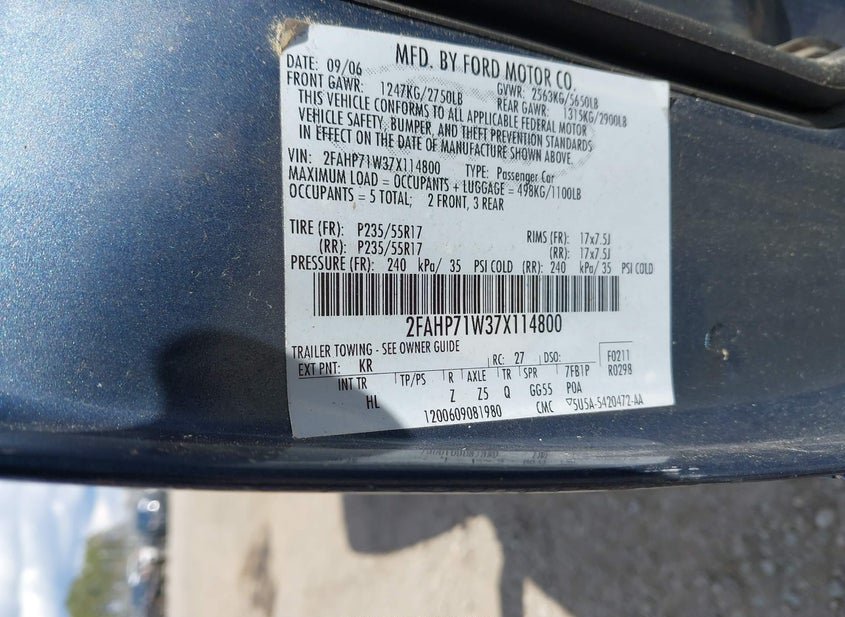 MFD. BY FORD MOTOR CO.
DATE: 09/06 GVWR: 2563KG/5650LB
FRONT GAWR: 1247KG/2750LB REAR GAWR: 1315KG/2900LB
THIS VEHICLE CONFORMS TO ALL APPLICABLE FEDERAL MOTOR
VEHICLE SAFETY, BUMPER, AND THEFT PREVENTION STANDARDS
IN EFFECT ON THE DATE OF MANUFACTURE SHOWN ABOVE.
VIN: 2FAHP71W37X114800 TYPE: Passenger Car
MAXIMUM LOAD = OCCUPANTS + LUGGAGE = 498KG/1100LB
OCCUPANTS = 5 TOTAL; 2 FRONT, 3 REAR
TIRE (FR): P235/55R17 RIMS (FR): 17x7.5J
(RR): P235/55R17 (RR): 17x7.5J
PRESSURE (FR): 240 kPa/ 35 PSI COLD (RR): 240 kPa/ 35 PSI COLD
2FAHP71W37X114800
TRAILER TOWING - SEE OWNER GUIDE
EXT PNT: KR RC: 27 DSO: F0211
INT TR TP/PS R AXLE TR SPR 7FB1P R0298
HL Z Z5 Q GG55 POA
1200609081980 CMC ▽5U5A-5420472-AA